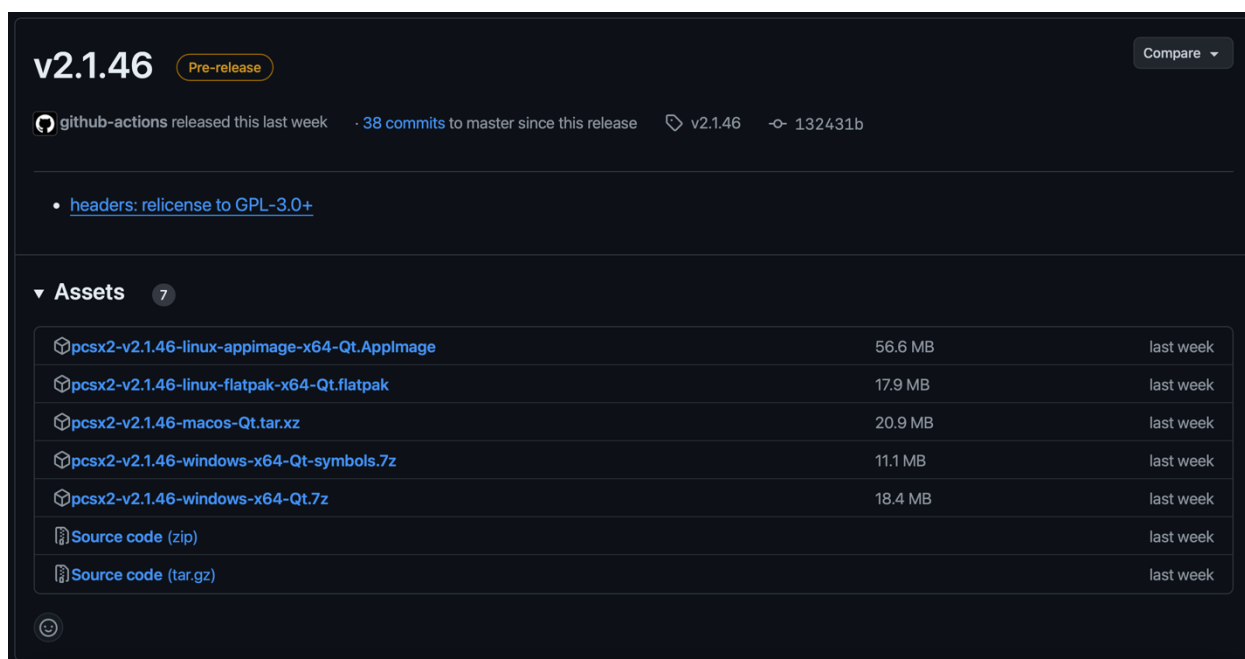 v2.1.46 Pre-release Compare
github-actions released this last week · 38 commits to master since this release v2.1.46 132431b
• headers: relicense to GPL-3.0+
Assets 7
pcsx2-v2.1.46-linux-appimage-x64-Qt.AppImage 56.6 MB last week
pcsx2-v2.1.46-linux-flatpak-x64-Qt.flatpak 17.9 MB last week
pcsx2-v2.1.46-macos-Qt.tar.xz 20.9 MB last week
pcsx2-v2.1.46-windows-x64-Qt-symbols.7z 11.1 MB last week
pcsx2-v2.1.46-windows-x64-Qt.7z 18.4 MB last week
Source code (zip) last week
Source code (tar.gz) last week